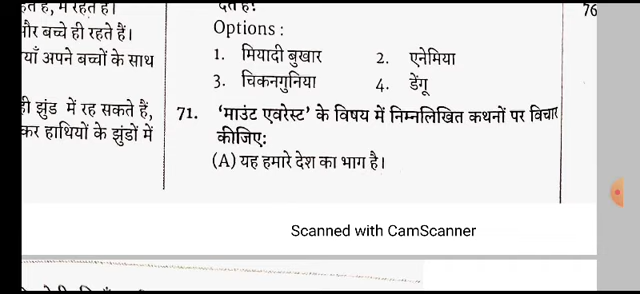 और बच्चे ही रहते हैं।
याँ अपने बच्चों के साथ
ही झुंड में रह सकते हैं,
कर हाथियों के झुंडों में
Options :
1. मियादी बुखार 2. एनेमिया
3. चिकनगुनिया 4. डेंगू
71. 'माउंट एवरेस्ट' के विषय में निम्नलिखित कथनों पर विचार
कीजिए:
(A) यह हमारे देश का भाग है।
76
Scanned with CamScanner